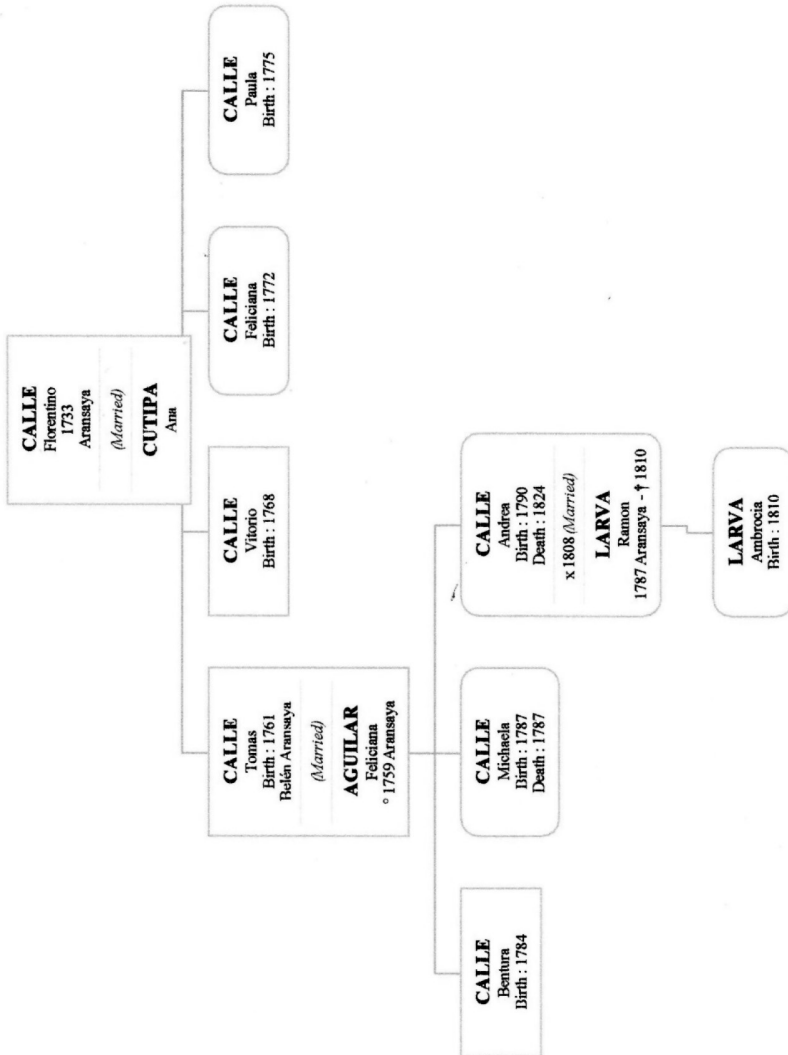 CALLE
Florentino
1733
Aransaya
(Married)
CUTIPA
Ana
CALLE
Tomas
Birth : 1761
Belén Aransaya
(Married)
AGUILAR
Feliciana
° 1759 Aransaya
CALLE
Vitorio
Birth : 1768
CALLE
Feliciana
Birth : 1772
CALLE
Paula
Birth : 1775
CALLE
Bentura
Birth : 1784
CALLE
Michaela
Birth : 1787
Death : 1787
CALLE
Andrea
Birth : 1790
Death : 1824
x 1808 (Married)
LARVA
Ramon
1787 Aransaya - † 1810
LARVA
Ambrocia
Birth : 1810